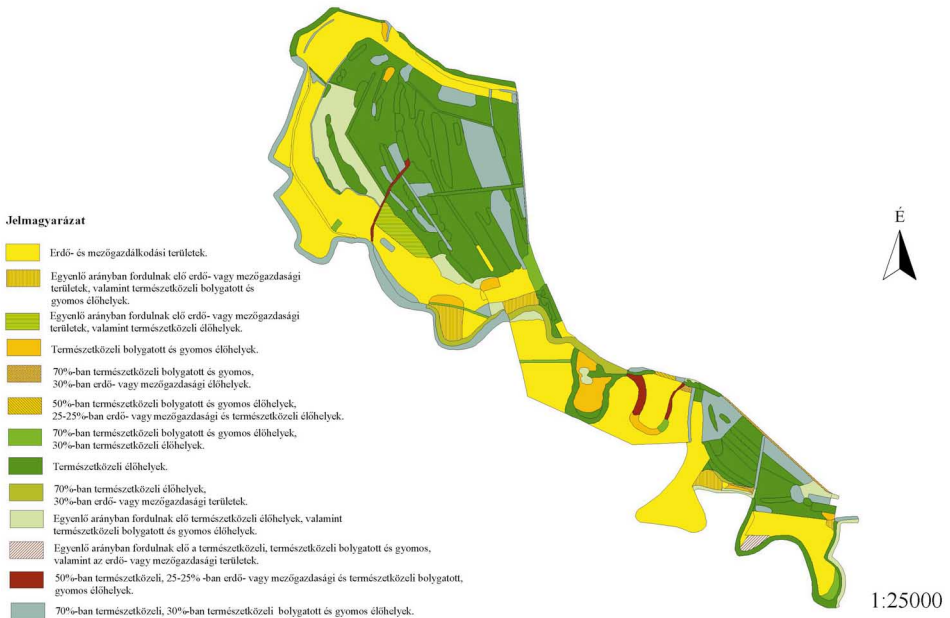 É
Jelmagyarázat
Erdő- és mezőgazdálkodási területek.
Egyenlő arányban fordulnak elő erdő- vagy mezőgazdasági
területek, valamint természetközeli bolygatott és
gyomos élőhelyek.
Egyenlő arányban fordulnak elő erdő- vagy mezőgazdasági
területek, valamint természetközeli élőhelyek.
Természetközeli bolygatott és gyomos élőhelyek.
70%-ban természetközeli bolygatott és gyomos,
30%-ban erdő- vagy mezőgazdasági élőhelyek.
50%-ban természetközeli bolygatott és gyomos élőhelyek,
25-25%-ban erdő- vagy mezőgazdasági és természetközeli élőhelyek.
70%-ban természetközeli bolygatott és gyomos élőhelyek,
30%-ban természetközeli élőhelyek.
Természetközeli élőhelyek.
70%-ban természetközeli élőhelyek,
30%-ban erdő- vagy mezőgazdasági területek.
Egyenlő arányban fordulnak elő természetközeli élőhelyek, valamint
természetközeli bolygatott és gyomos élőhelyek.
Egyenlő arányban fordulnak elő a természetközeli, természetközeli bolygatott és gyomos,
valamint az erdő- vagy mezőgazdasági területek.
50%-ban természetközeli, 25-25% -ban erdő- vagy mezőgazdasági és természetközeli bolygatott,
gyomos élőhelyek.
70%-ban természetközeli, 30%-ban természetközeli bolygatott és gyomos élőhelyek.
1:25000